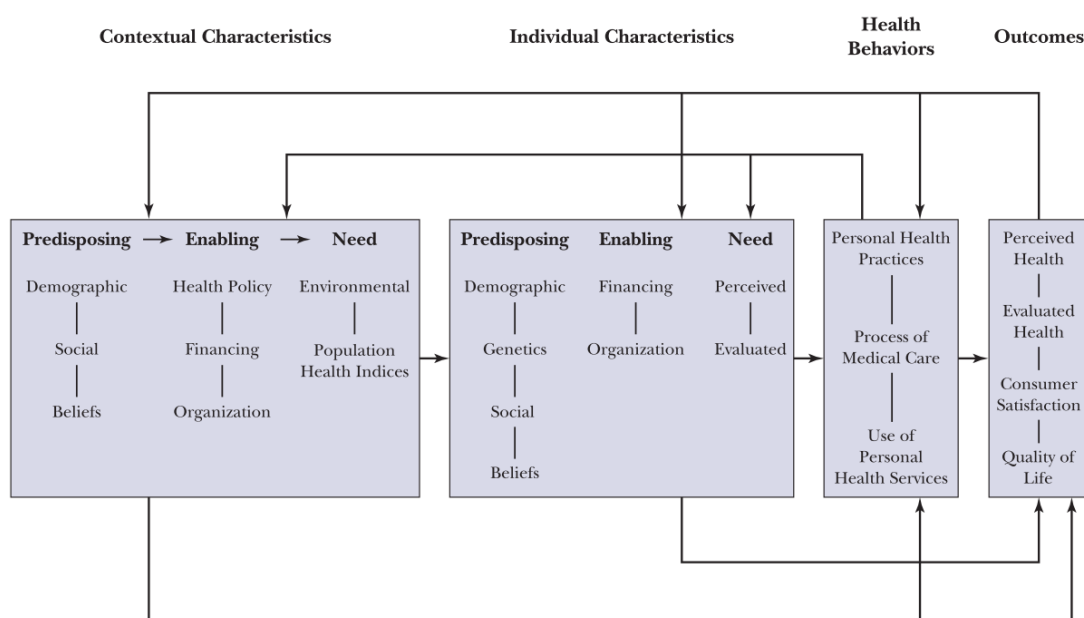 Contextual Characteristics
Individual Characteristics
Health
Behaviors
Outcomes
Predisposing
Enabling
Need
Demographic
Social
Beliefs
Health Policy
Financing
Organization
Environmental
Population
Health Indices
Predisposing
Enabling
Need
Demographic
Genetics
Social
Beliefs
Financing
Organization
Perceived
Evaluated
Personal Health
Practices
Process of
Medical Care
Use of
Personal
Health Services
Perceived
Health
Evaluated
Health
Consumer
Satisfaction
Quality of
Life